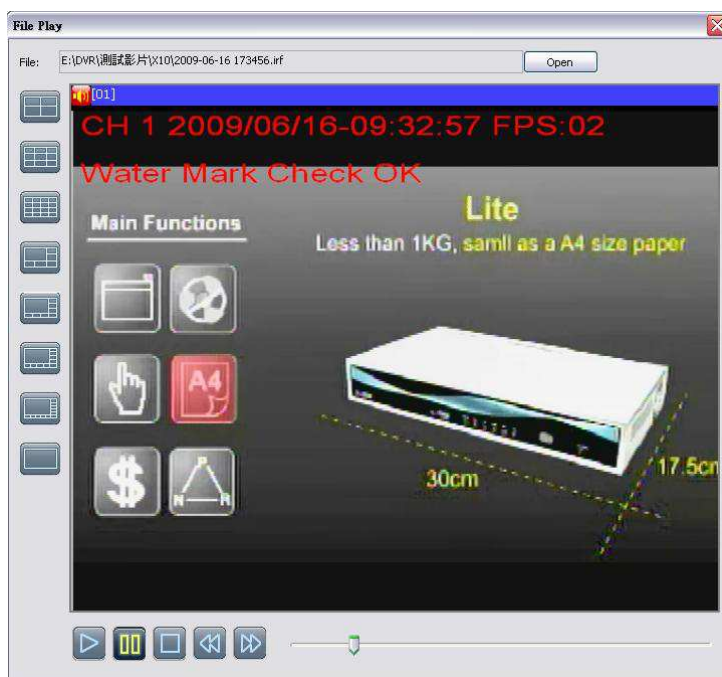 File Play
File: E:\DVR\測試影片\X10\2009-06-16 173456.irf Open
[01]
CH 1 2009/06/16-09:32:57 FPS:02
Water Mark Check OK
Lite
Main Functions
Less than 1KG, samll as a A4 size paper
A4
$
P
N R
30cm
17.5cm